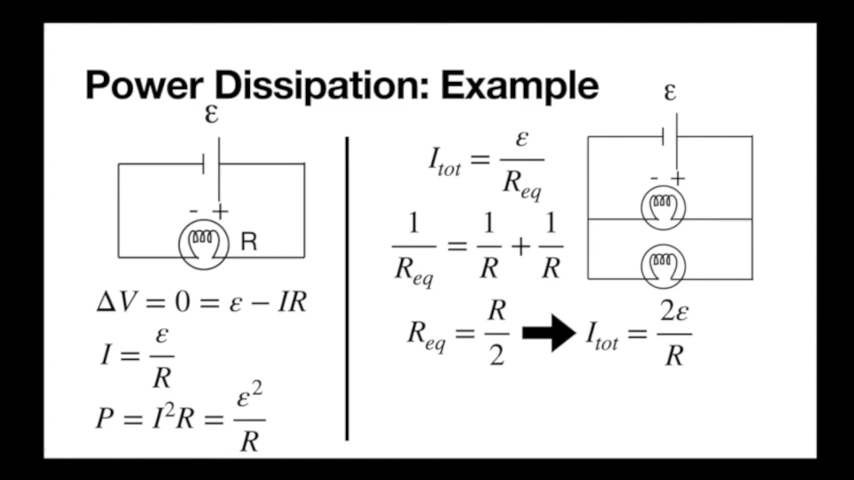 Power Dissipation: Example
ε
- +
R
ΔV = 0 = ε − IR
I = ε/R
P = I²R = ε²/R
I_tot = ε/R_eq
1/R_eq = 1/R + 1/R
R_eq = R/2 ➡ I_tot = 2ε/R
ε
- +